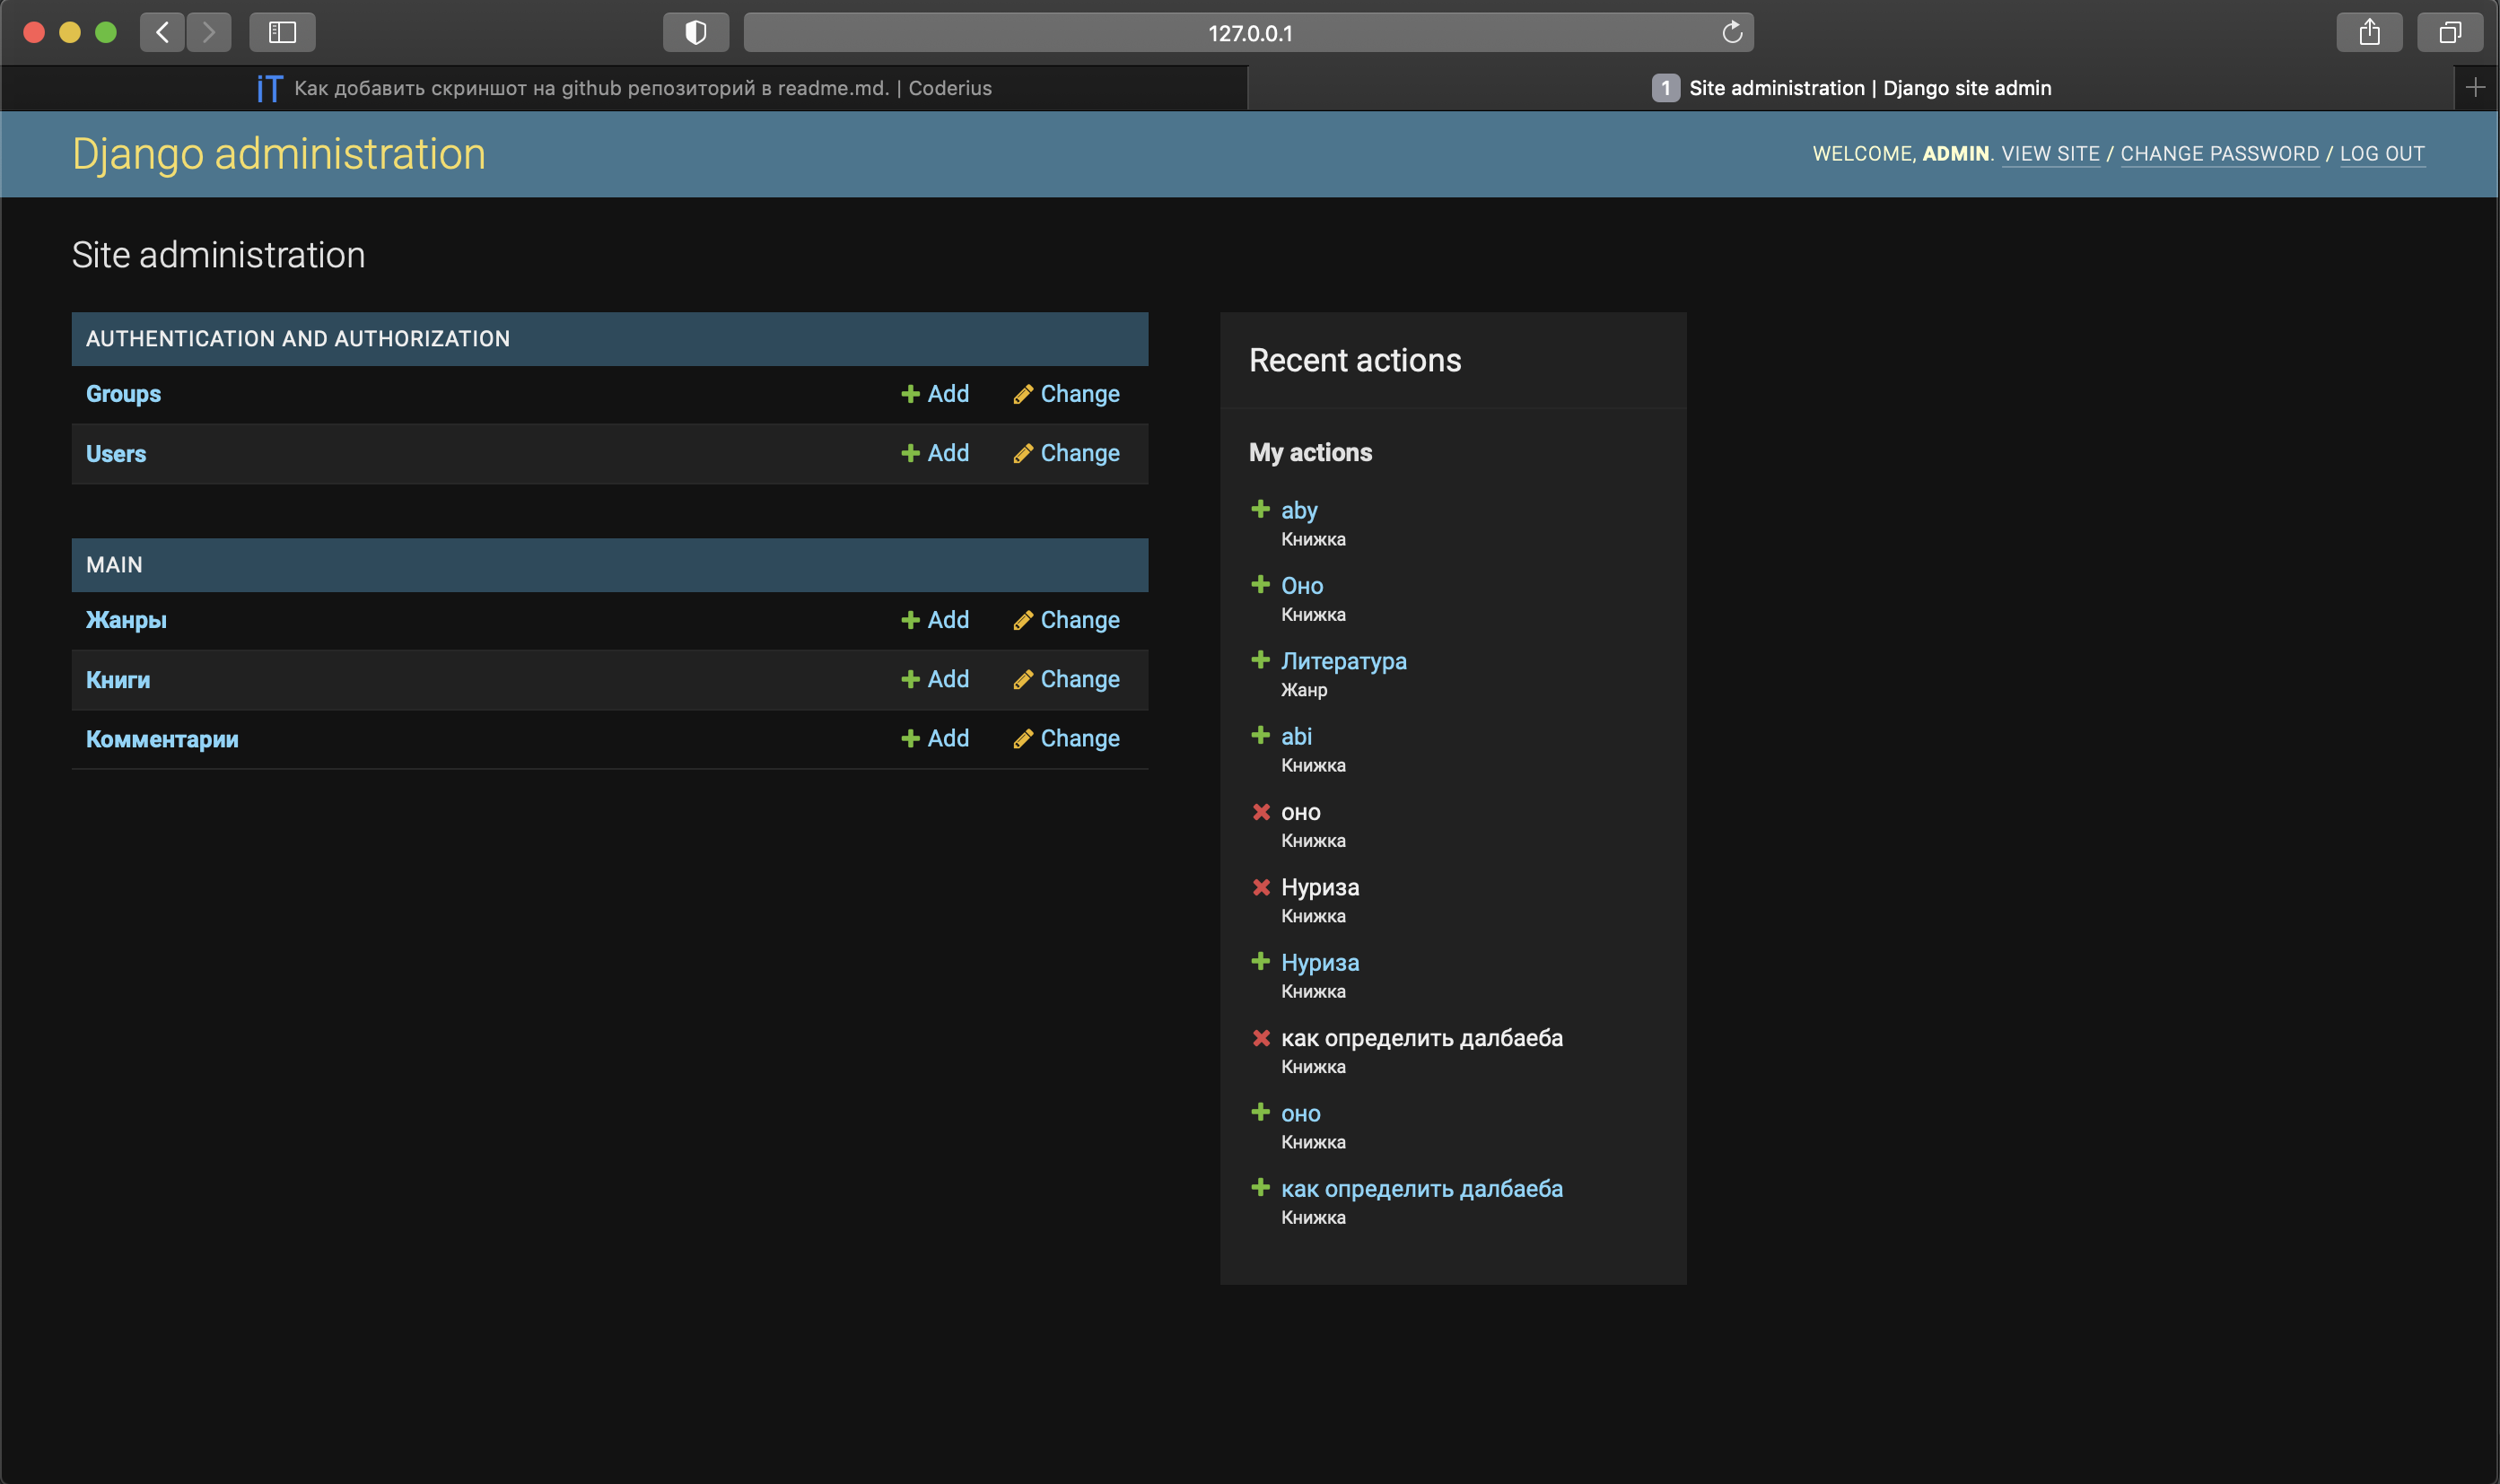 127.0.0.1
iT Как добавить скриншот на github репозиторий в readme.md. | Coderius
1 Site administration | Django site admin
Django administration
WELCOME, ADMIN. VIEW SITE / CHANGE PASSWORD / LOG OUT
Site administration
AUTHENTICATION AND AUTHORIZATION
Groups Add Change
Users Add Change
MAIN
Жанры Add Change
Книги Add Change
Комментарии Add Change
Recent actions
My actions
aby
Книжка
Оно
Книжка
Литература
Жанр
abi
Книжка
оно
Книжка
Нуриза
Книжка
Нуриза
Книжка
как определить далбаеба
Книжка
оно
Книжка
как определить далбаеба
Книжка